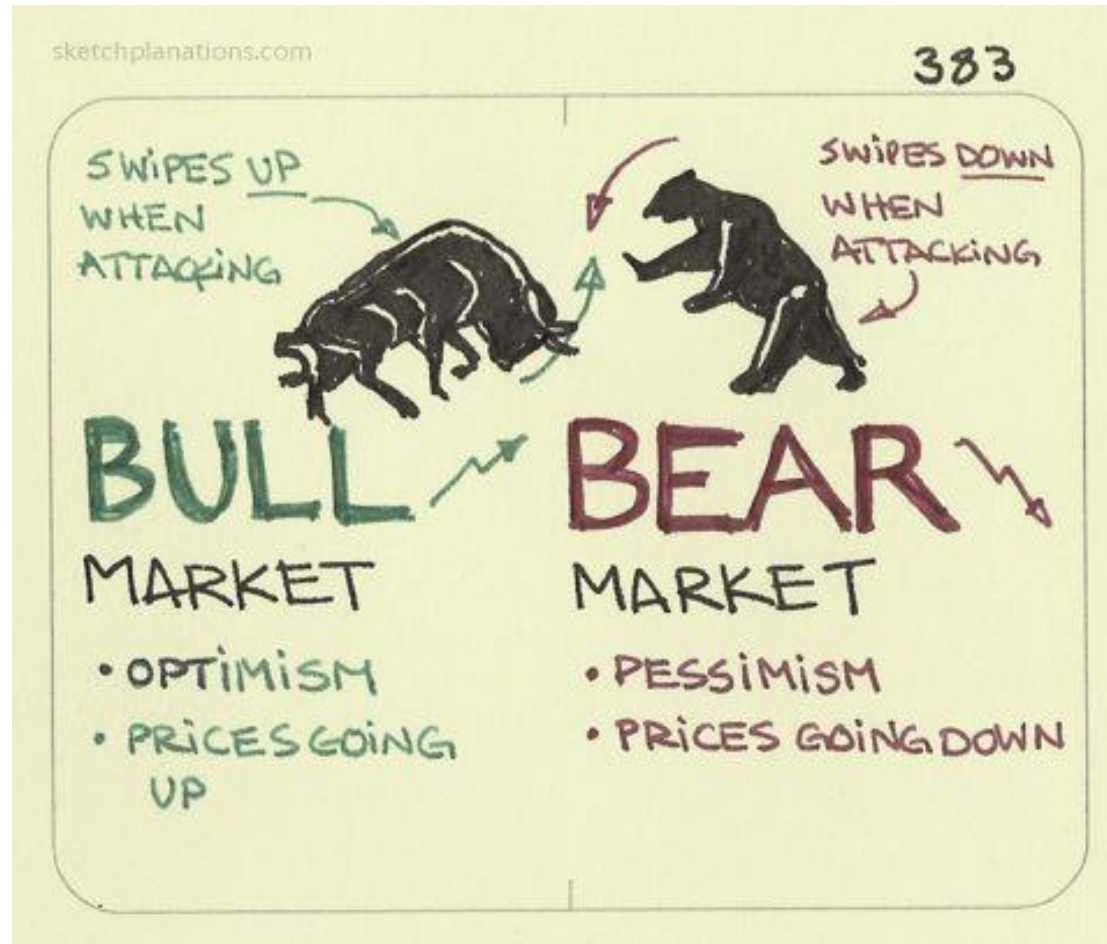 sketchplanations.com
383
SWiPES UP
WHEN
ATTACKiNG
SWiPES DOWN
WHEN
ATTACKiNG
BULL
MARKET
• OPTiMiSM
• PRiCES GOiNG
UP
BEAR
MARKET
• PESSiMiSM
• PRiCES GOiNG DOWN